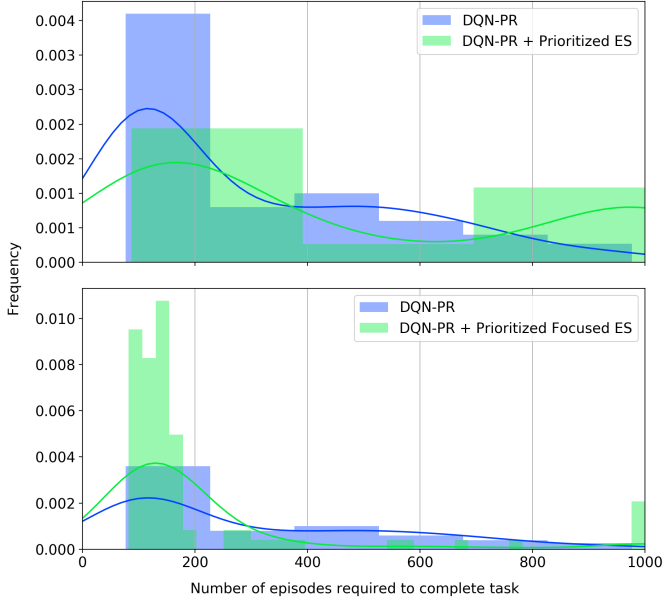 0.004
0.003
0.003
0.002
0.002
0.001
0.001
0.000
DQN-PR
DQN-PR + Prioritized ES
Frequency
0.010
0.008
0.006
0.004
0.002
0.000
DQN-PR
DQN-PR + Prioritized Focused ES
0 200 400 600 800 1000
Number of episodes required to complete task